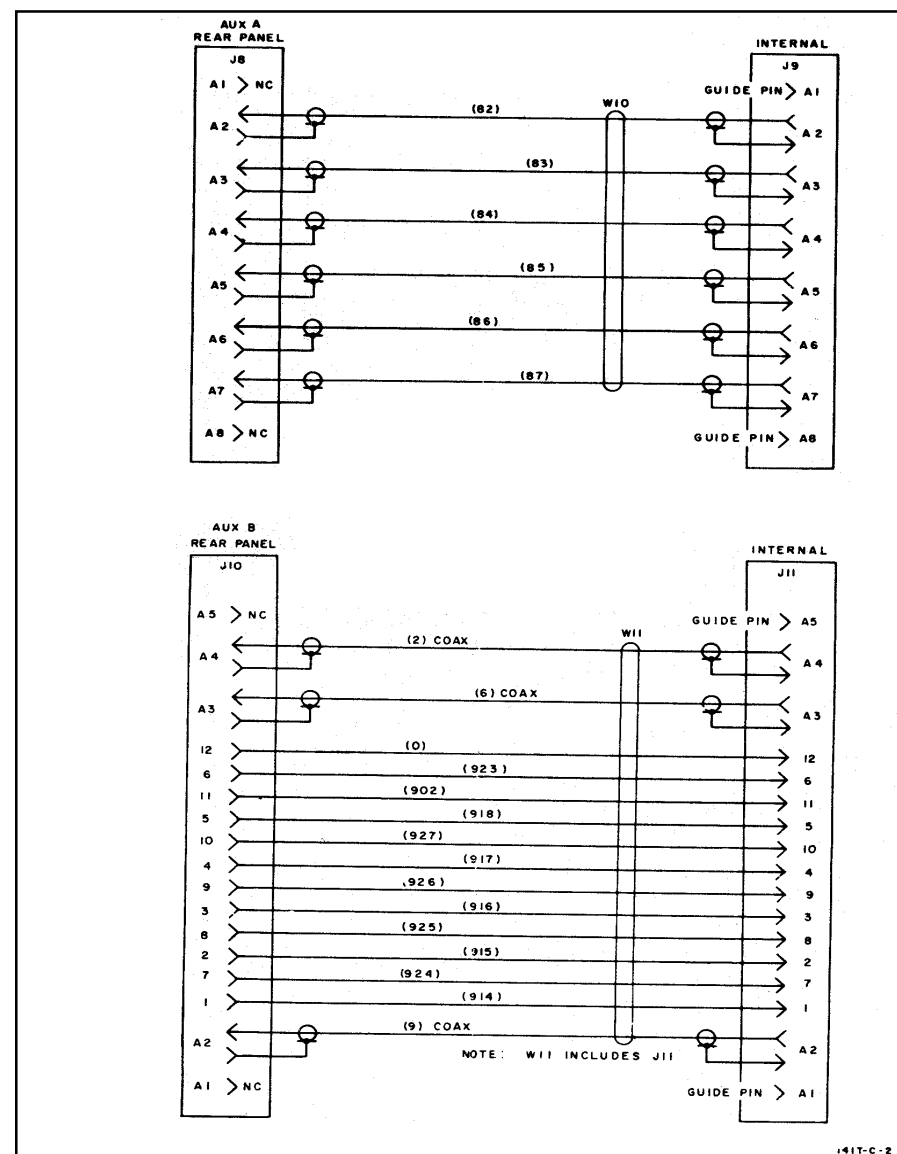 AUX A
REAR PANEL
INTERNAL
J8
J9
A1 NC
GUIDE PIN A1
A2 (82) W10 A2
A3 (83) A3
A4 (84) A4
A5 (85) A5
A6 (86) A6
A7 (87) A7
A8 NC
GUIDE PIN A8
AUX B
REAR PANEL
INTERNAL
J10
J11
A5 NC
GUIDE PIN A5
A4 (2) COAX W11 A4
A3 (6) COAX A3
12 (0) 12
6 (923) 6
11 (902) 11
5 (918) 5
10 (927) 10
4 (917) 4
9 (926) 9
3 (916) 3
8 (925) 8
2 (915) 2
7 (924) 7
1 (914) 1
A2 (9) COAX A2
NOTE: W11 INCLUDES J11
A1 NC
GUIDE PIN A1
141T-C-2